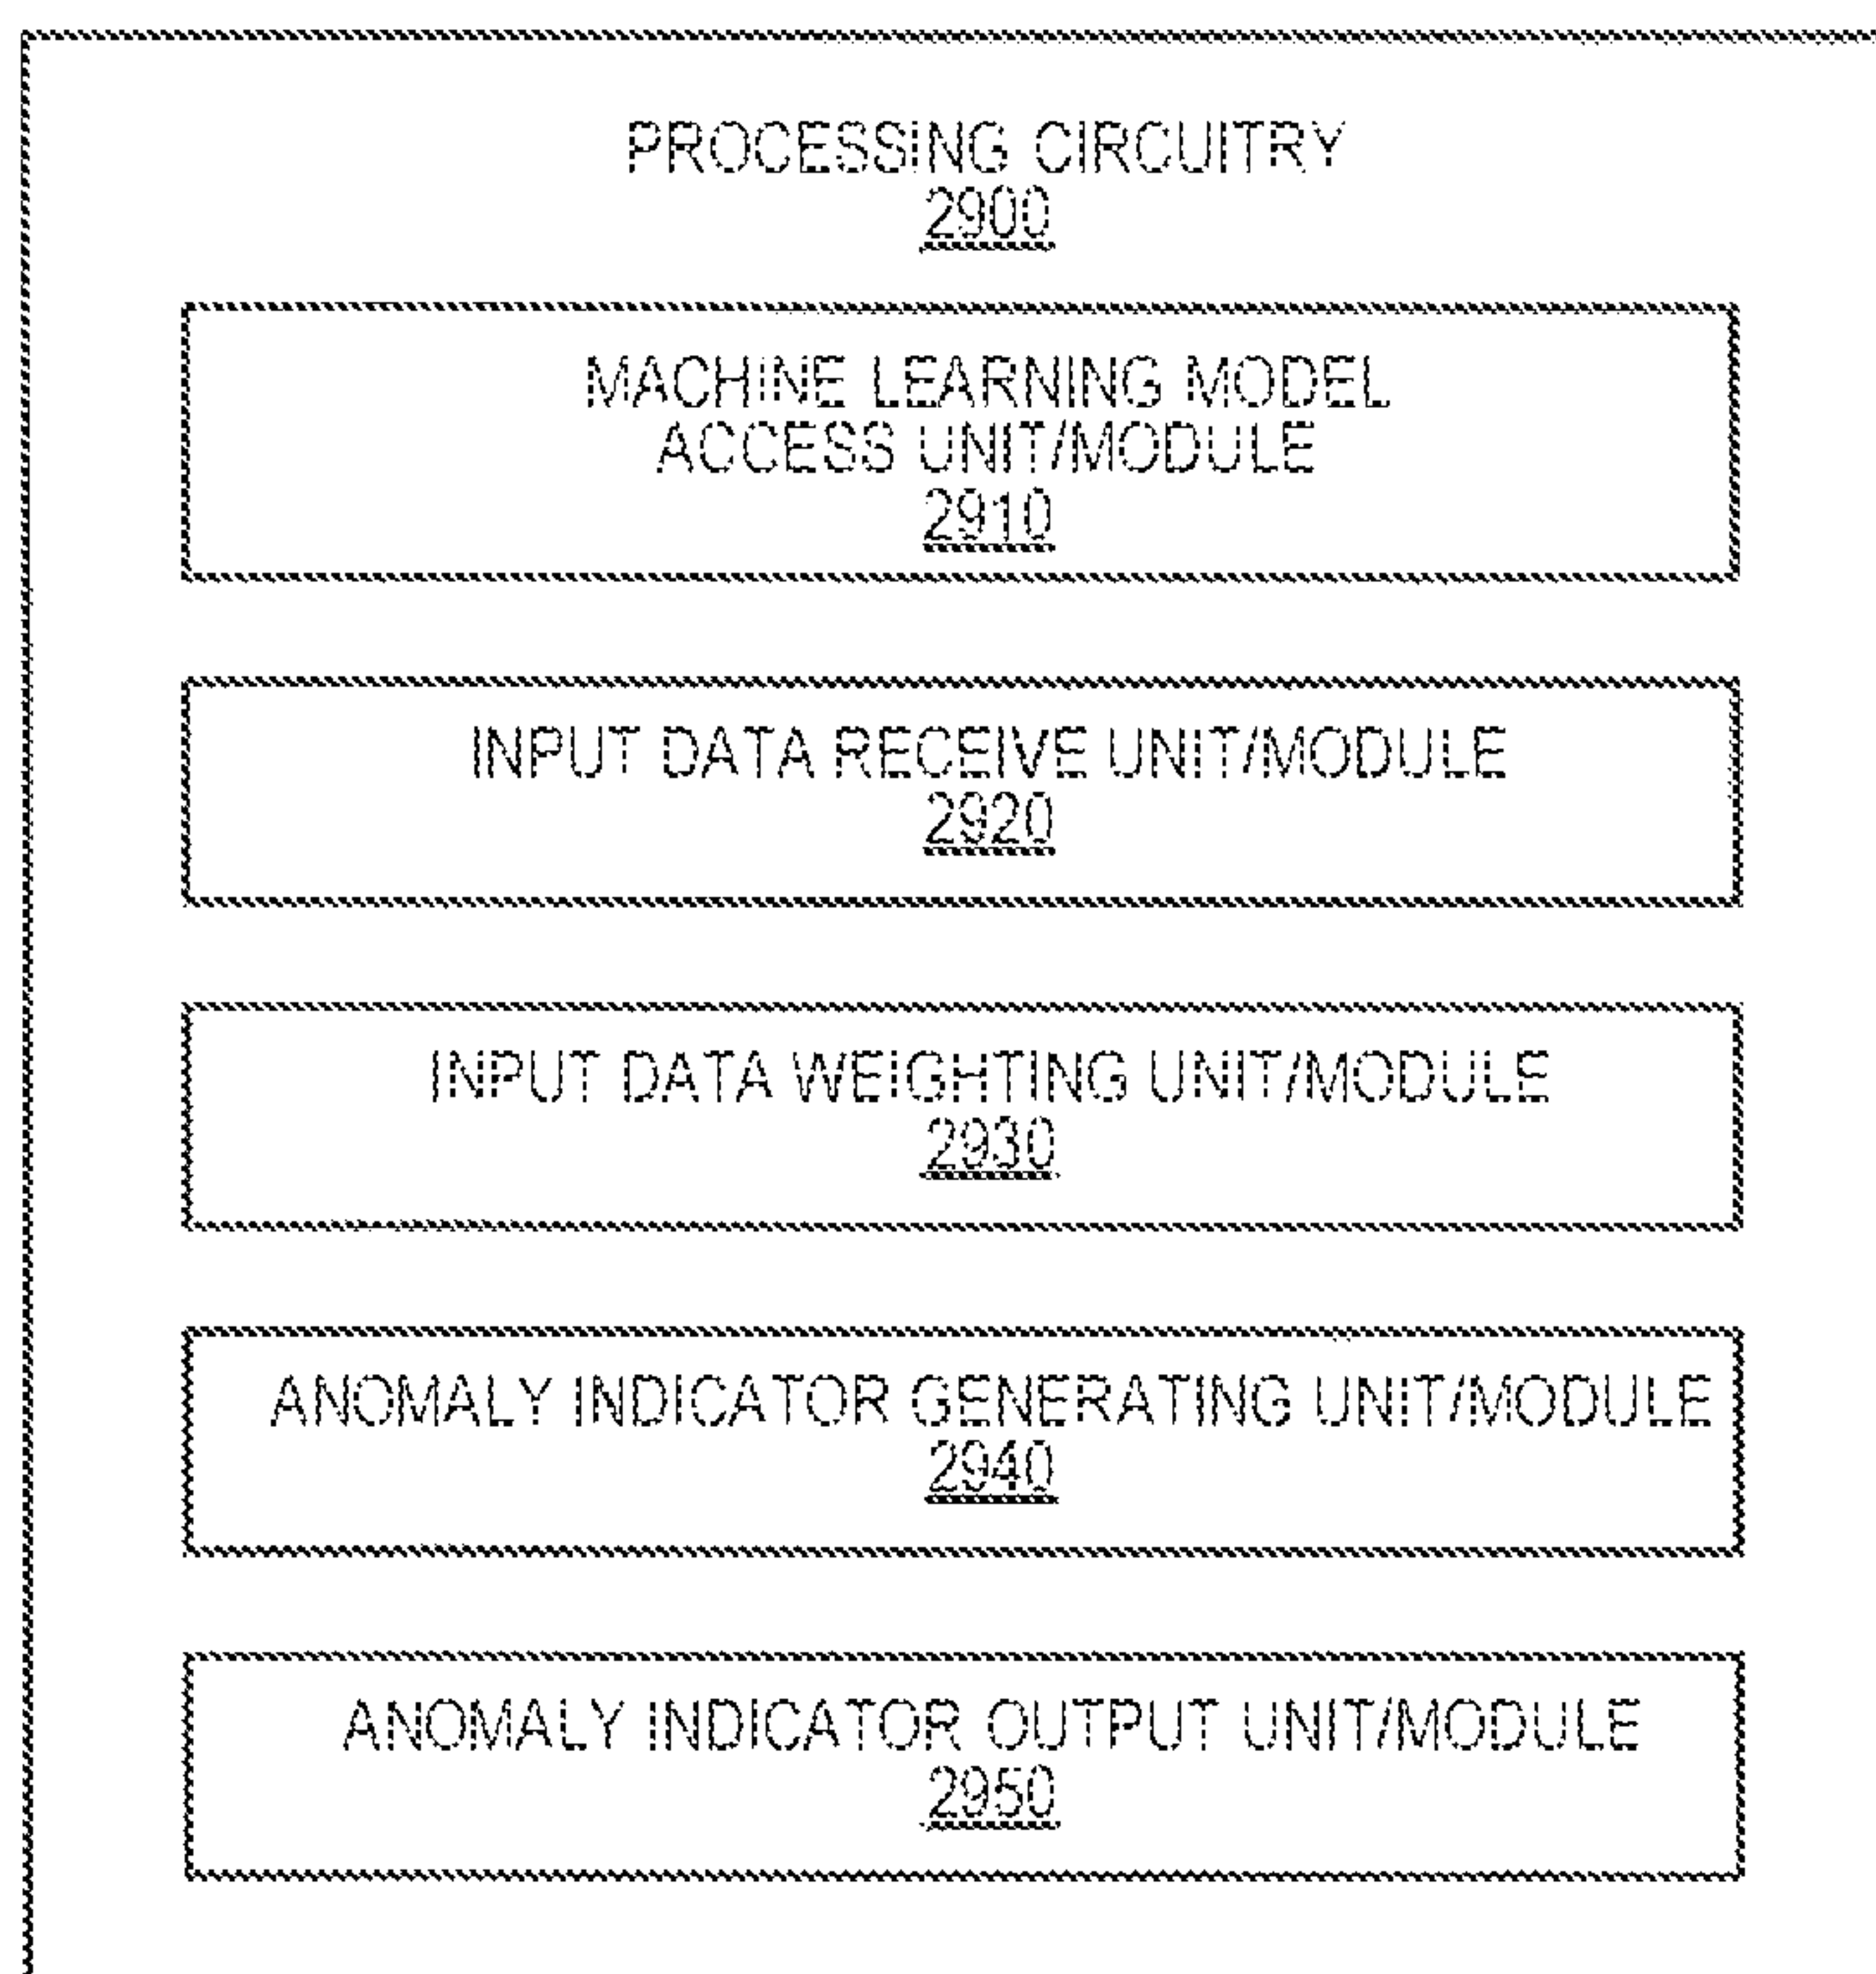 PROCESSING CIRCUITRY
2900
MACHINE LEARNING MODEL
ACCESS UNIT/MODULE
2910
INPUT DATA RECEIVE UNIT/MODULE
2920
INPUT DATA WEIGHTING UNIT/MODULE
2930
ANOMALY INDICATOR GENERATING UNIT/MODULE
2940
ANOMALY INDICATOR OUTPUT UNIT/MODULE
2950